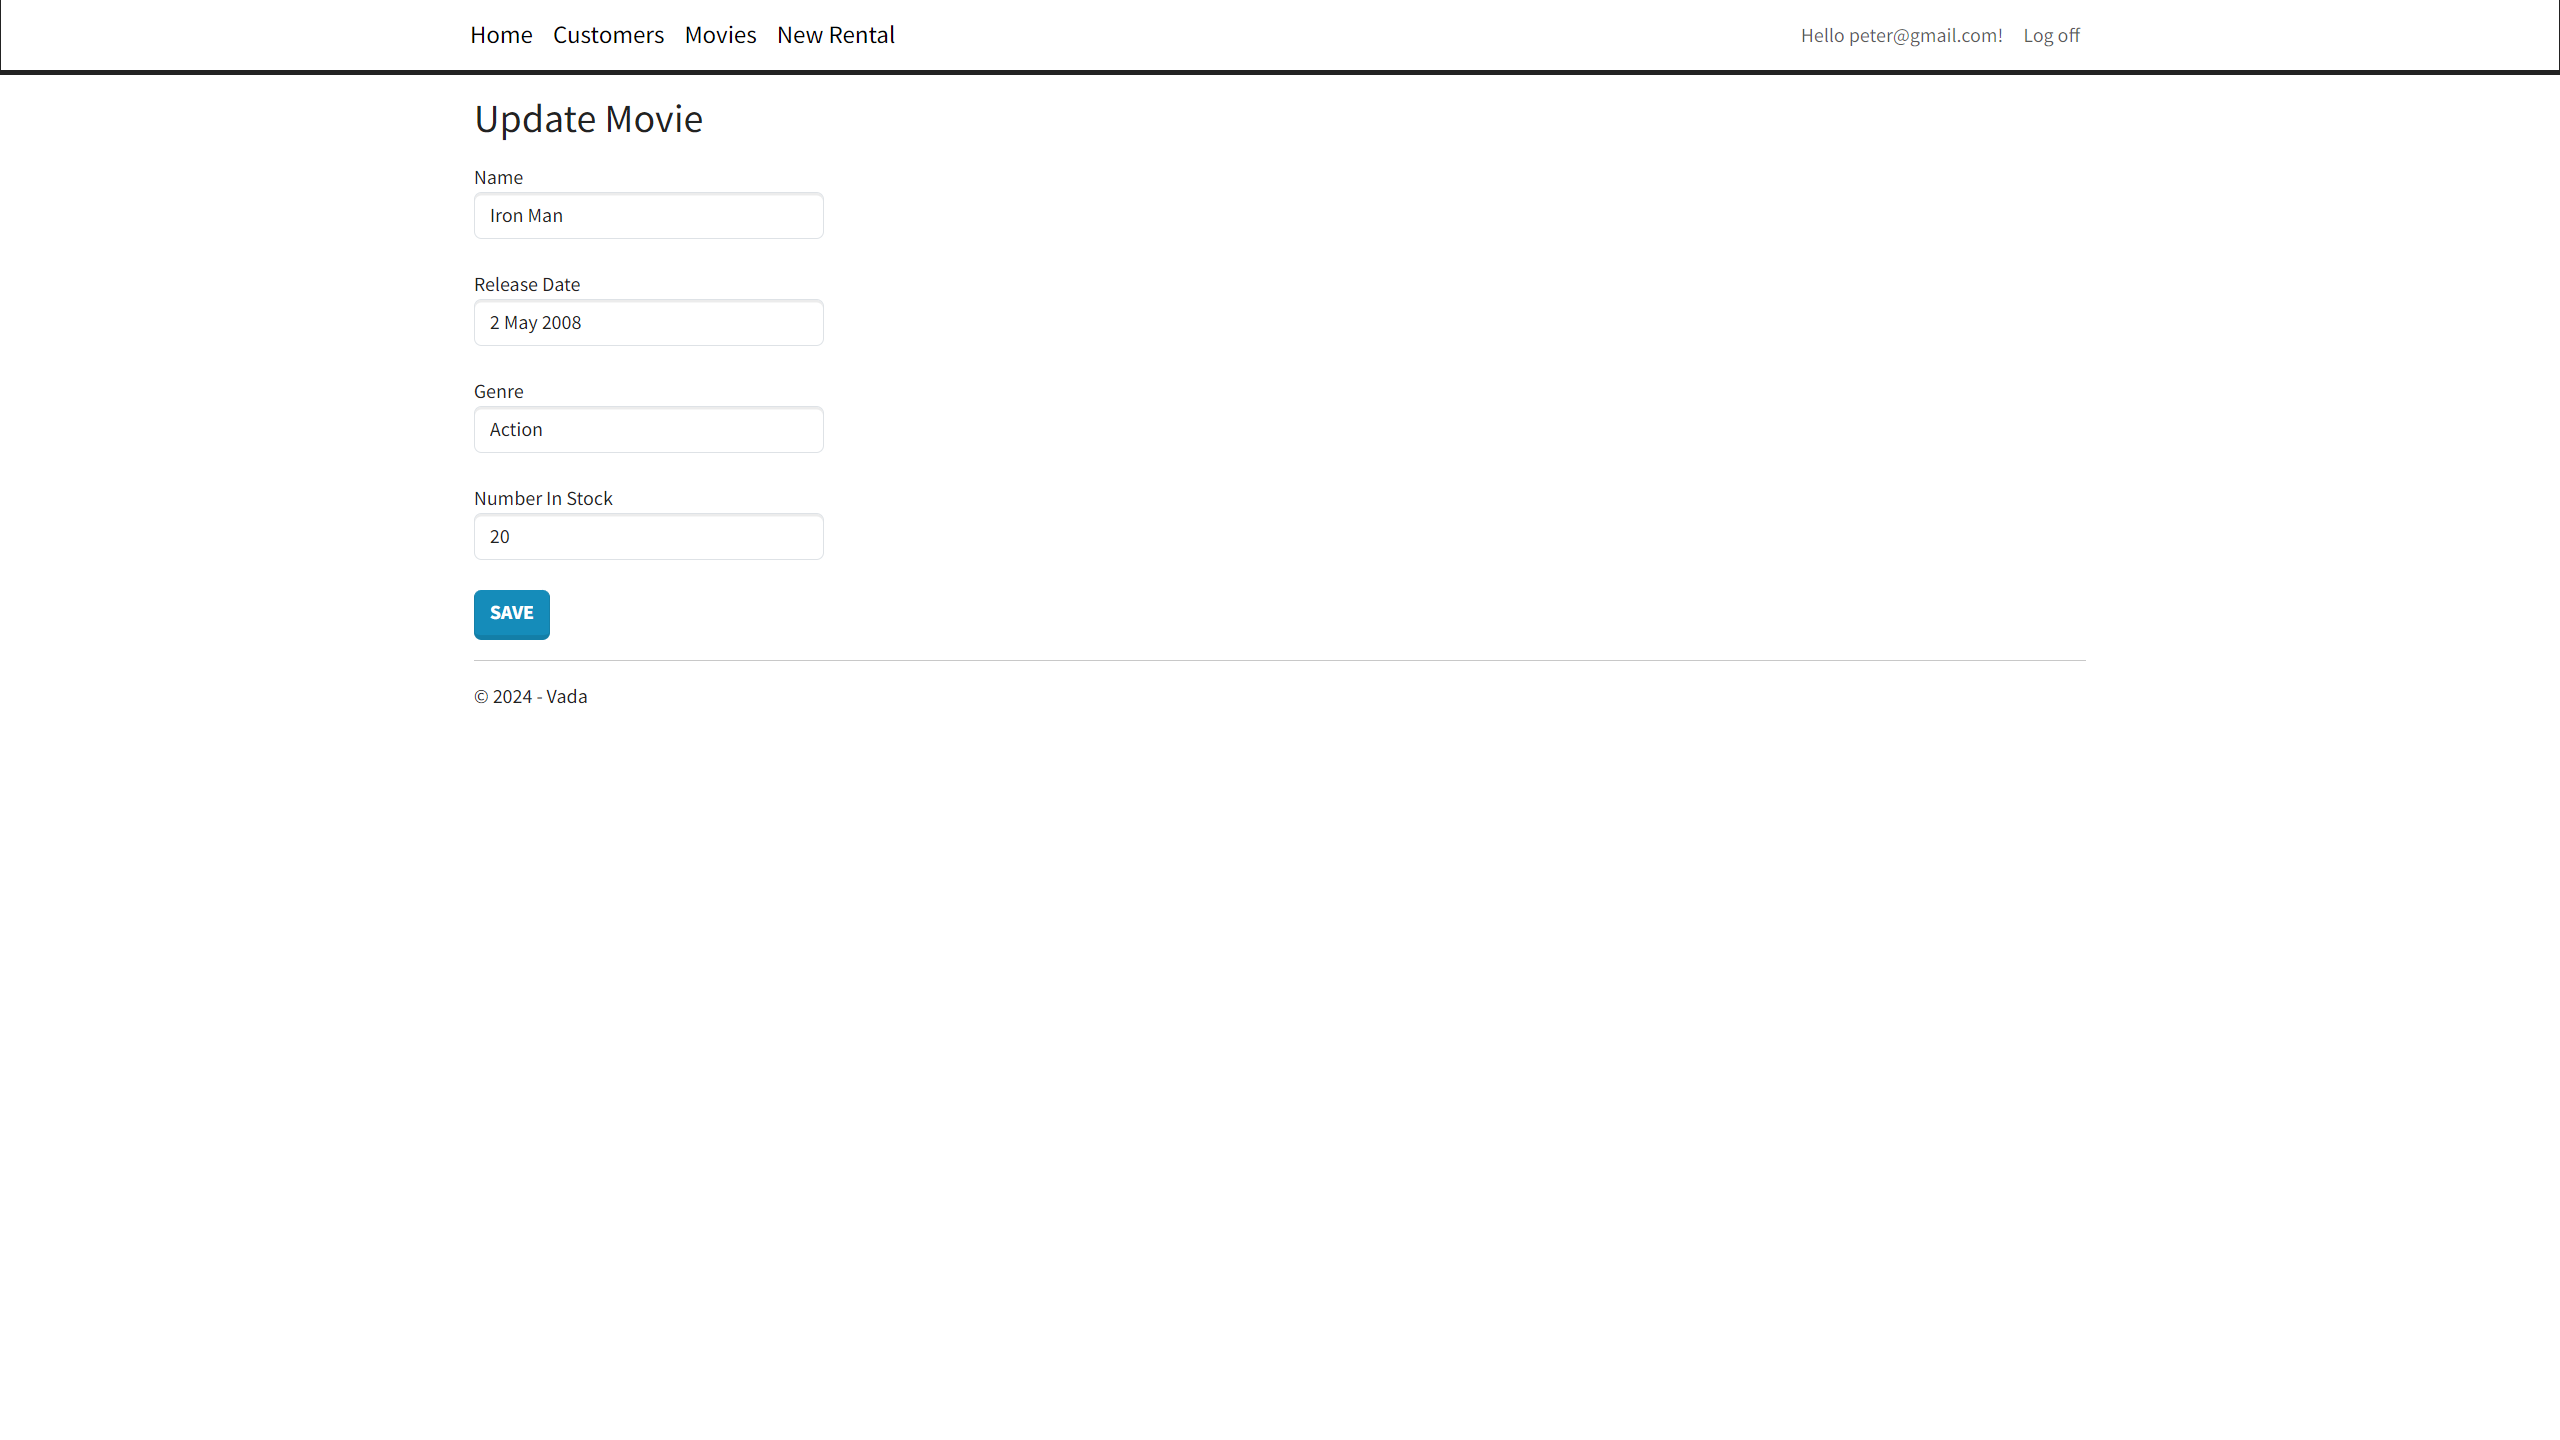 Home Customers Movies New Rental Hello peter@gmail.com! Log off
Update Movie
Name
Iron Man
Release Date
2 May 2008
Genre
Action
Number In Stock
20
SAVE
© 2024 - Vada